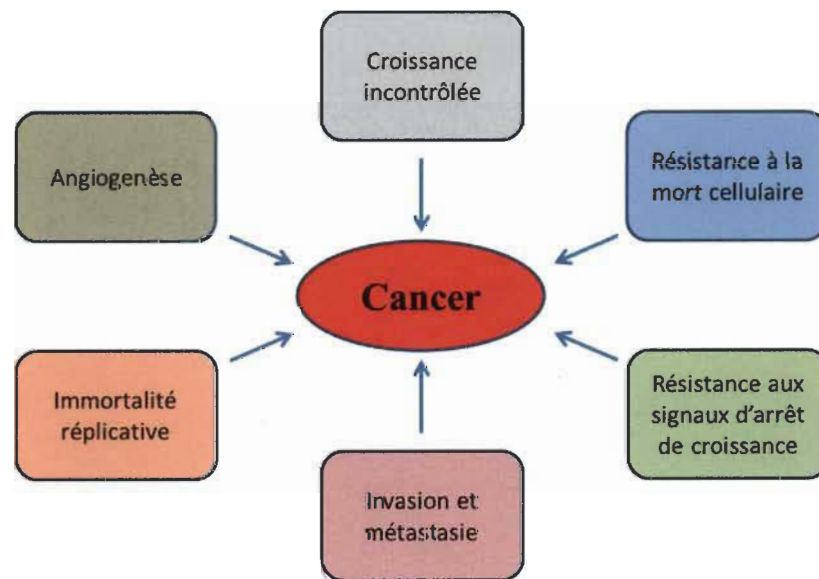 Croissance
incontrôlée
Angiogenèse
Résistance à la
mort cellulaire
Cancer
Immortalité
réplicative
Résistance aux
signaux d'arrêt
de croissance
Invasion et
métastasie